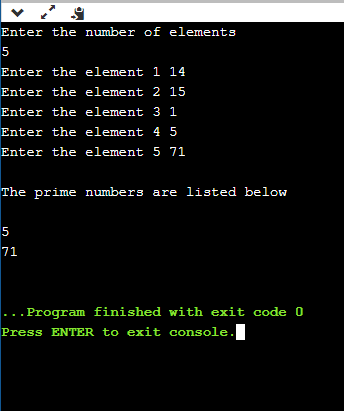 Enter the number of elements
5
Enter the element 1 14
Enter the element 2 15
Enter the element 3 1
Enter the element 4 5
Enter the element 5 71
The prime numbers are listed below
5
71
...Program finished with exit code 0
Press ENTER to exit console.